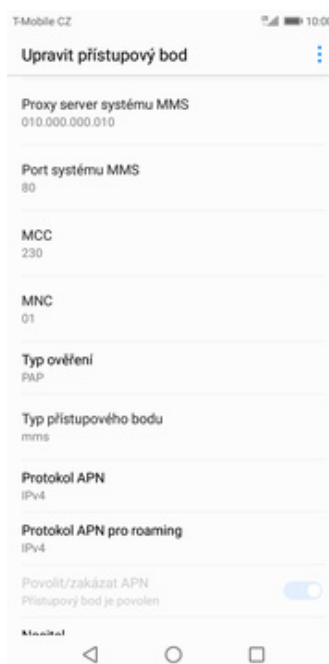 T-Mobile CZ 10:00
Upravit přístupový bod
Proxy server systému MMS
010.000.000.010
Port systému MMS
80
MCC
230
MNC
01
Typ ověření
PAP
Typ přístupového bodu
mms
Protokol APN
IPv4
Protokol APN pro roaming
IPv4
Povolit/zakázat APN
Přístupový bod je povolen